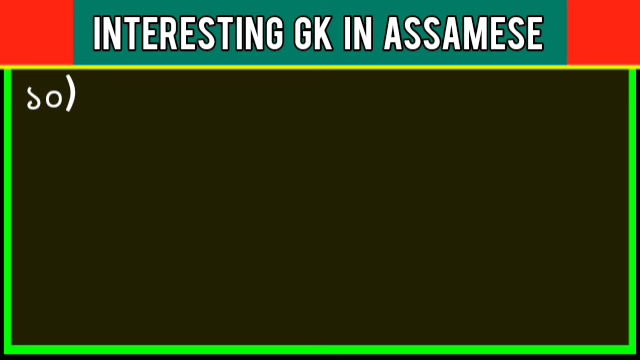 INTERESTING GK IN ASSAMESE
১০)